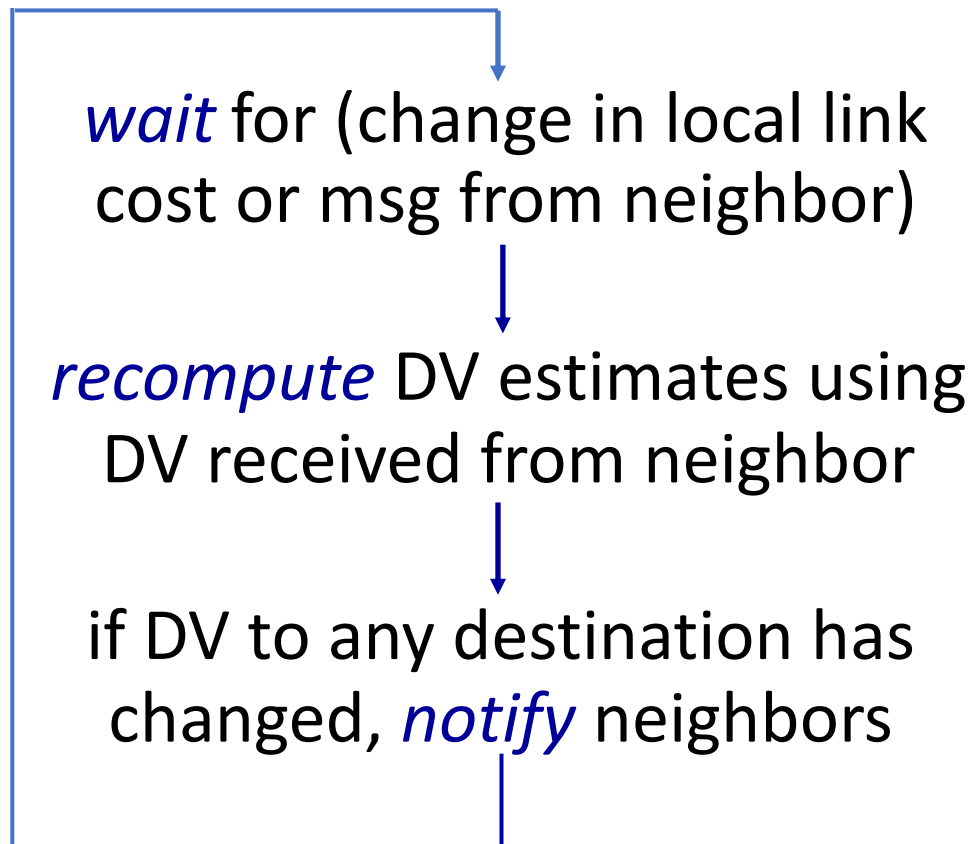 wait for (change in local link
cost or msg from neighbor)
recompute DV estimates using
DV received from neighbor
if DV to any destination has
changed, notify neighbors